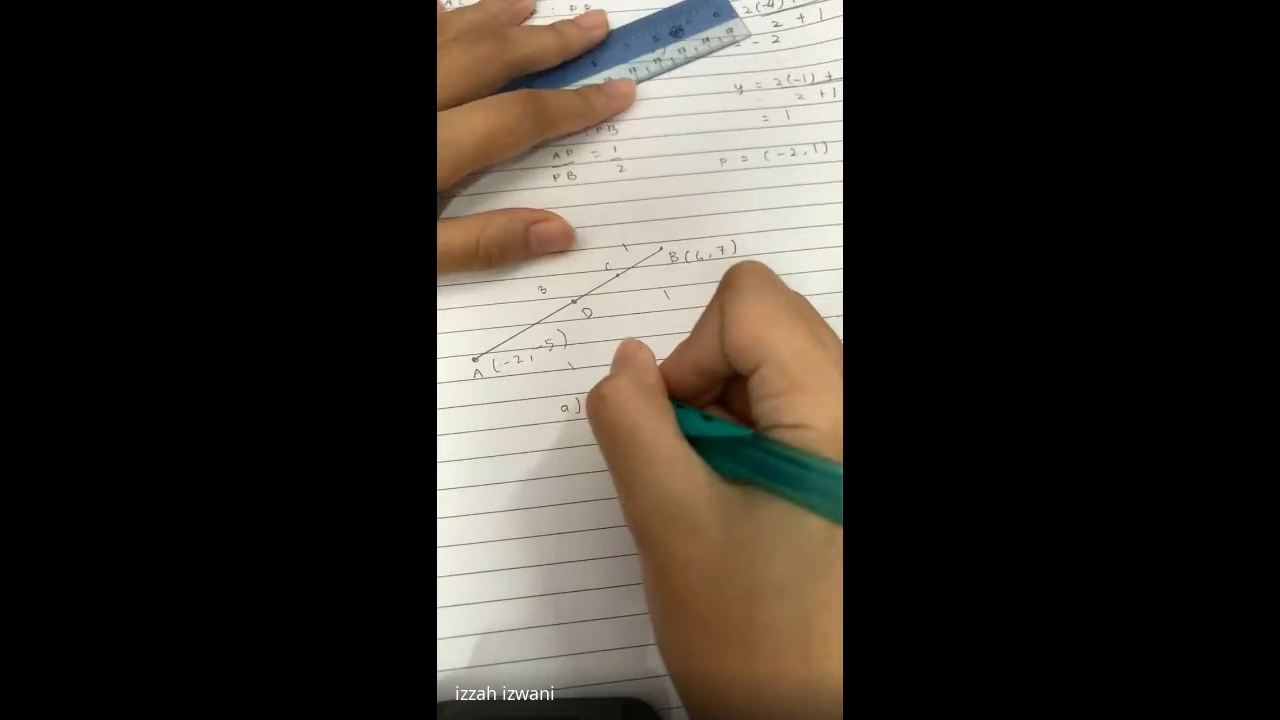 2(-4)
2 + 1
= - 2
y = 2(-1) +
2 + 1
= 1
: PB
AP = 1
PB 2
P = (-2, 1)
1
B (6, 7)
C
3
1
D
A (-2, -5)
1
a)
izzah izwani